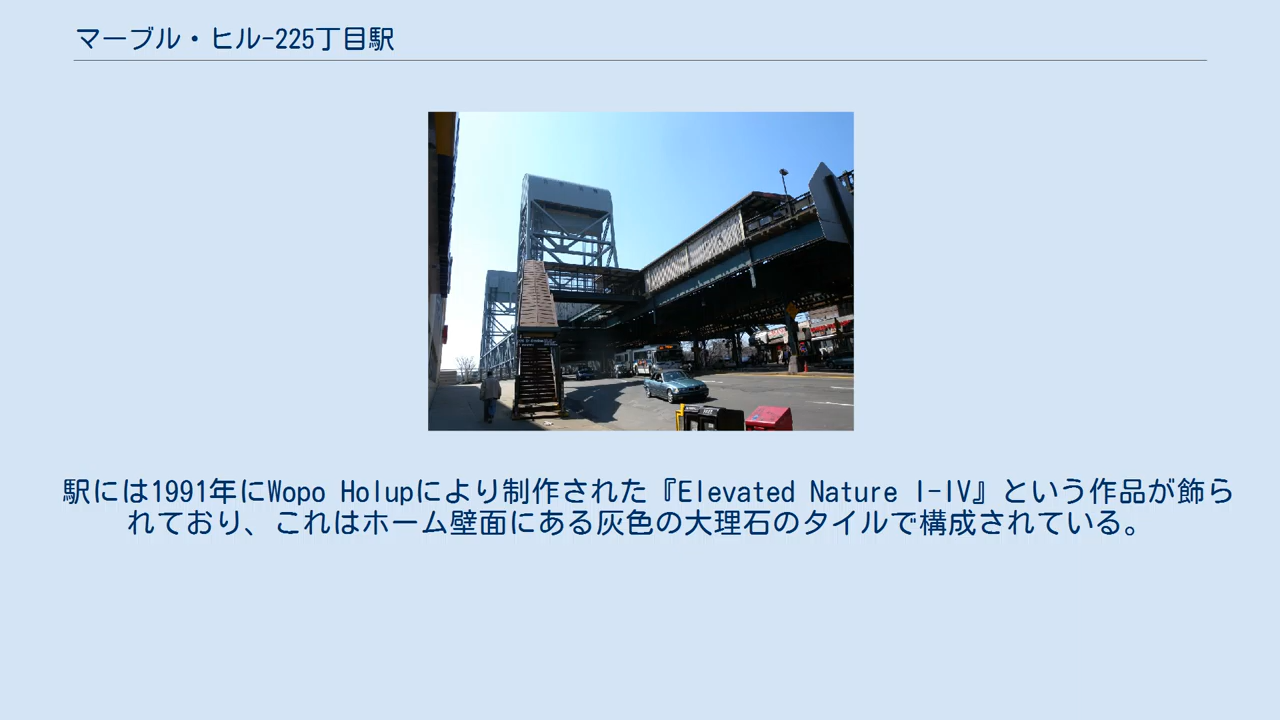 マーブル・ヒル-225丁目駅
駅には1991年にWopo Holupにより制作された『Elevated Nature I-IV』という作品が飾ら
れており、これはホーム壁面にある灰色の大理石のタイルで構成されている。